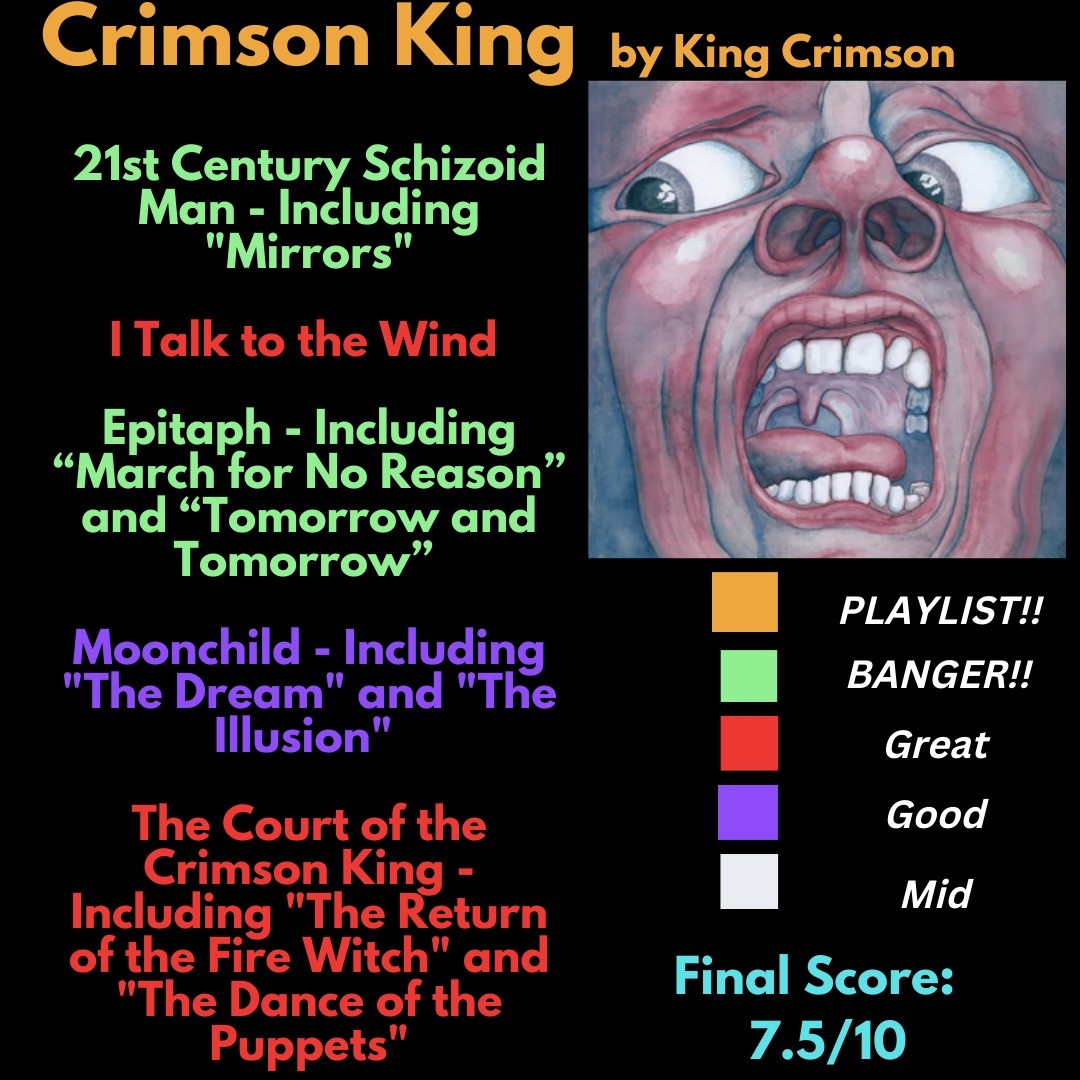 Crimson King by King Crimson
21st Century Schizoid
Man - Including
"Mirrors"
I Talk to the Wind
Epitaph - Including
“March for No Reason”
and “Tomorrow and
Tomorrow”
Moonchild - Including
"The Dream" and "The
Illusion"
The Court of the
Crimson King -
Including "The Return
of the Fire Witch" and
"The Dance of the
Puppets"
PLAYLIST!!
BANGER!!
Great
Good
Mid
Final Score:
7.5/10